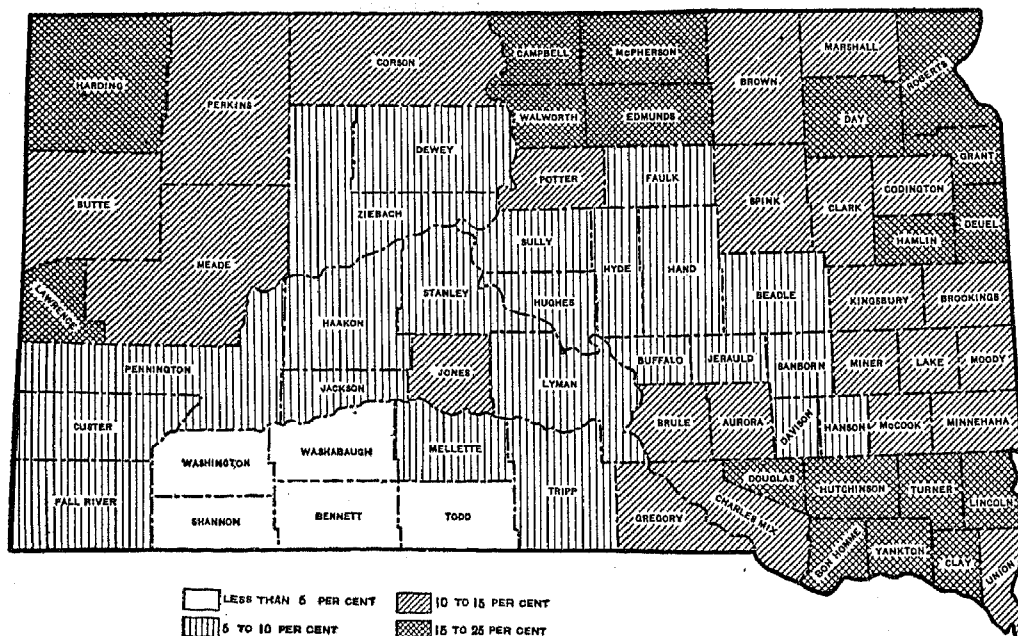 HARDING
PERKINS
CORSON
CAMPBELL
McPHERSON
BROWN
MARSHALL
ROBERTS
WALWORTH
EDMUNDS
DAY
DEWEY
GRANT
BUTTE
ZIEBACH
POTTER
FAULK
SPINK
CLARK
CODINGTON
DEUEL
HAMLIN
MEADE
SULLY
HYDE
HAND
LAWRENCE
STANLEY
HUGHES
BEADLE
KINGSBURY
BROOKINGS
HAAKON
PENNINGTON
JACKSON
JONES
LYMAN
BUFFALO
JERAULD
SANBORN
MINER
LAKE
MOODY
CUSTER
BRULE
AURORA
DAVISON
HANSON
McCOOK
MINNEHAHA
WASHINGTON
WASHABAUGH
MELLETTE
FALL RIVER
SHANNON
BENNETT
TODD
TRIPP
GREGORY
CHARLES MIX
DOUGLAS
HUTCHINSON
TURNER
LINCOLN
BON HOMME
YANKTON
CLAY
UNION
LESS THAN 5 PER CENT
10 TO 15 PER CENT
5 TO 10 PER CENT
15 TO 25 PER CENT